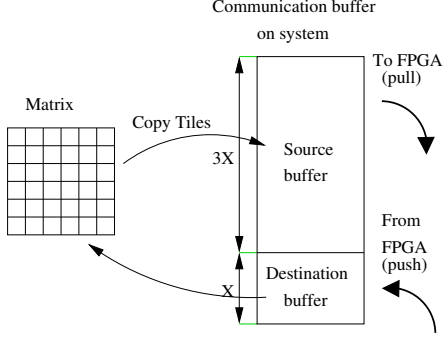 Communication buffer
on system
To FPGA
(pull)
Matrix
Copy Tiles
3X
Source
buffer
From
FPGA
(push)
X
Destination
buffer